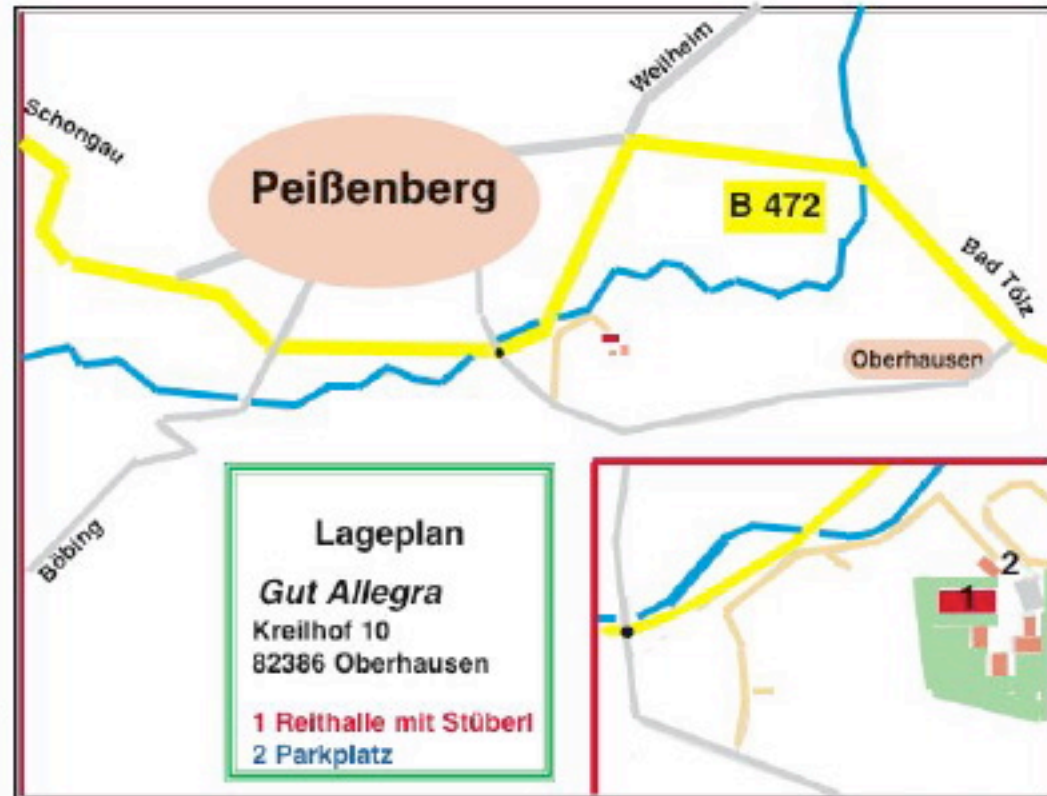 Weilheim
Schongau
Peißenberg
B 472
Bad Tölz
Oberhausen
Böbing
Lageplan
Gut Allegra
Kreilhof 10
82386 Oberhausen
1 Reithalle mit Stüberl
2 Parkplatz
2
1